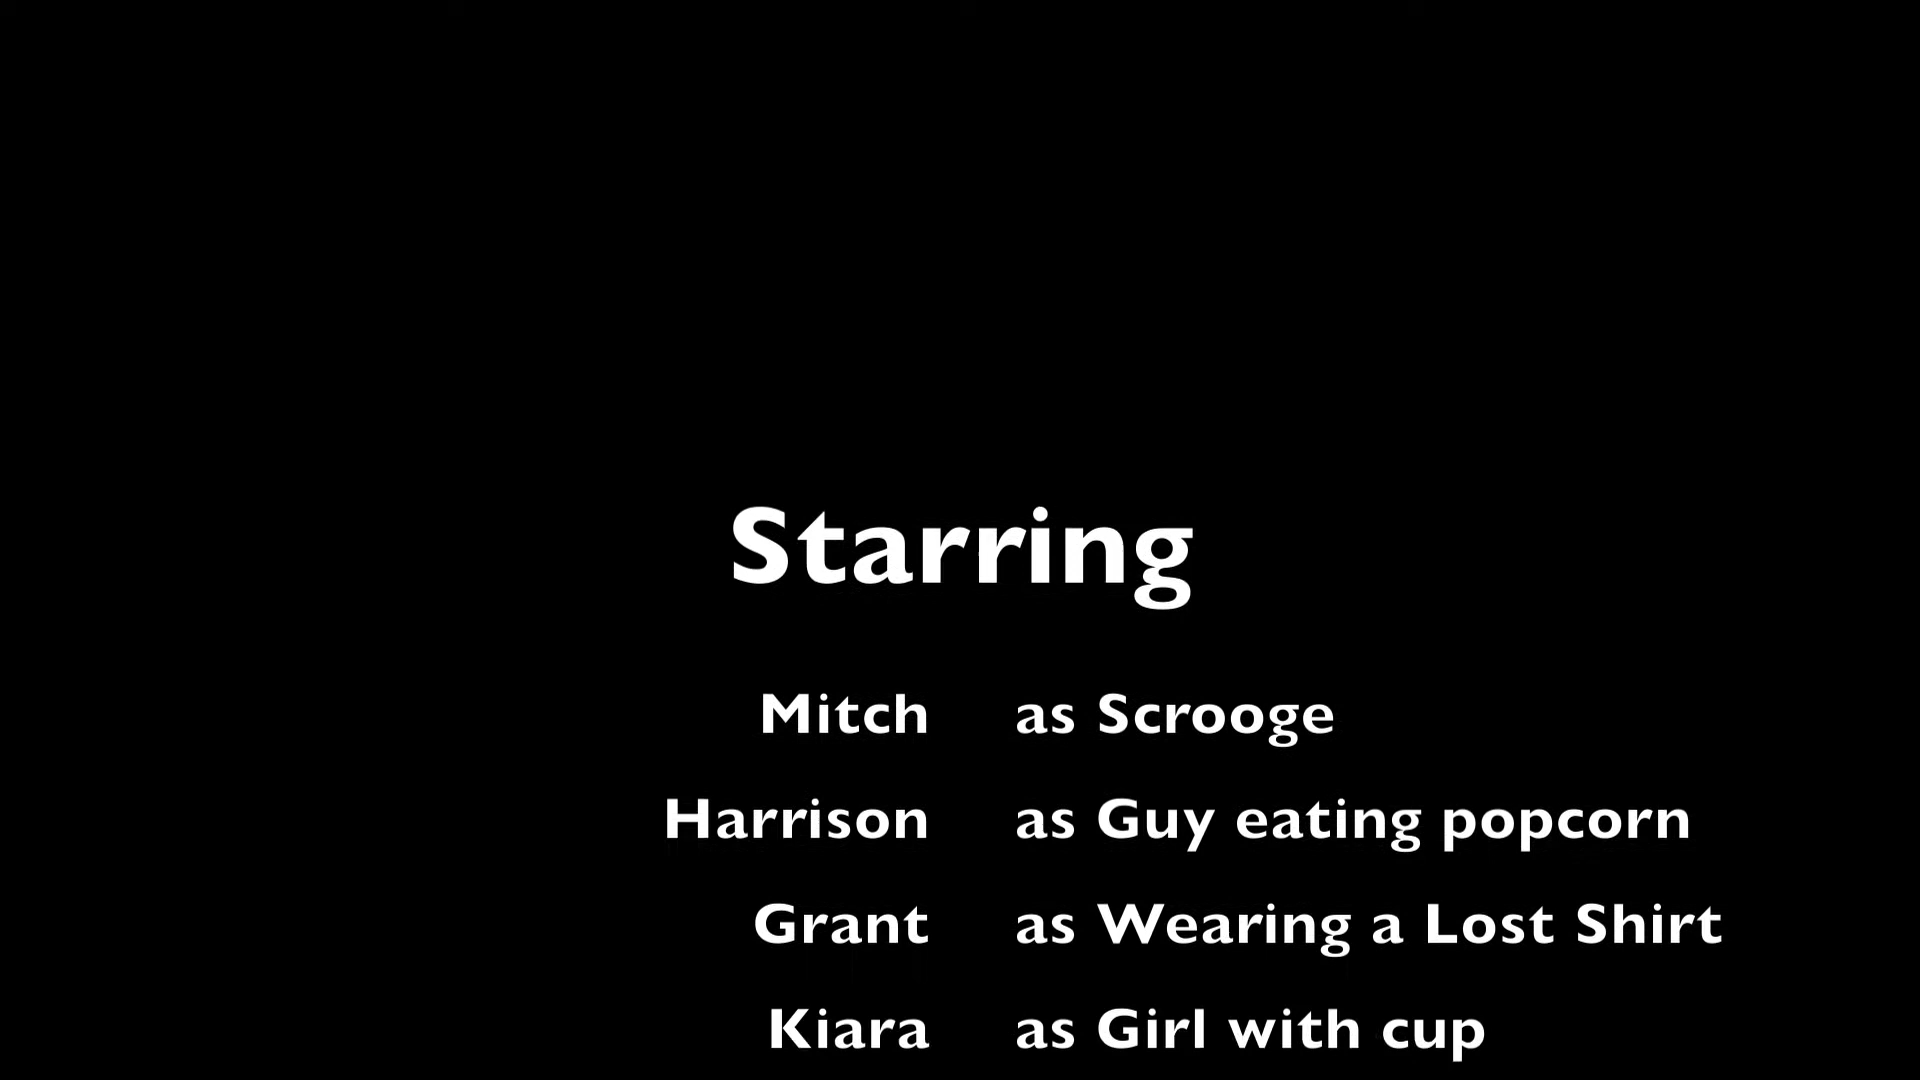 Starring
Mitch as Scrooge
Harrison as Guy eating popcorn
Grant as Wearing a Lost Shirt
Kiara as Girl with cup